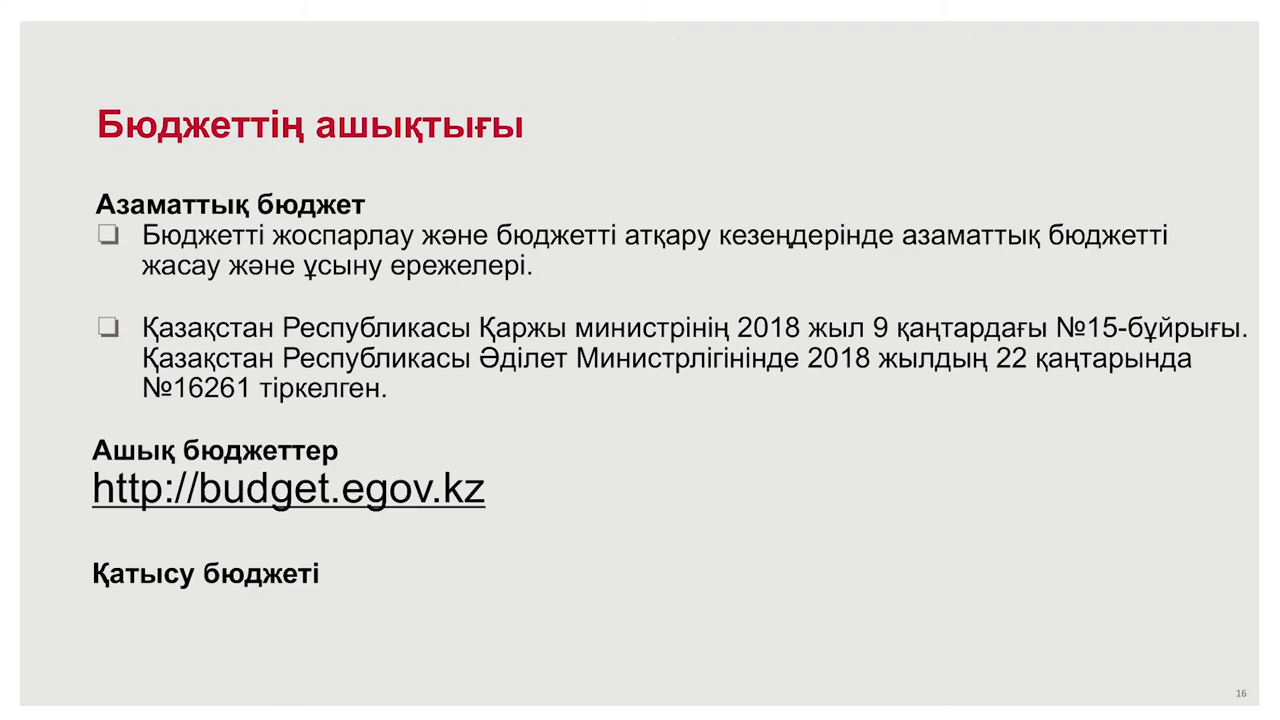 Бюджеттің ашықтығы
Азаматтық бюджет
❏ Бюджетті жоспарлау және бюджетті атқару кезеңдерінде азаматтық бюджетті
жасау және ұсыну ережелері.
❏ Қазақстан Республикасы Қаржы министрінің 2018 жыл 9 қаңтардағы №15-бұйрығы.
Қазақстан Республикасы Әділет Министрлігінінде 2018 жылдың 22 қаңтарында
№16261 тіркелген.
Ашық бюджеттер
http://budget.egov.kz
Қатысу бюджеті
16